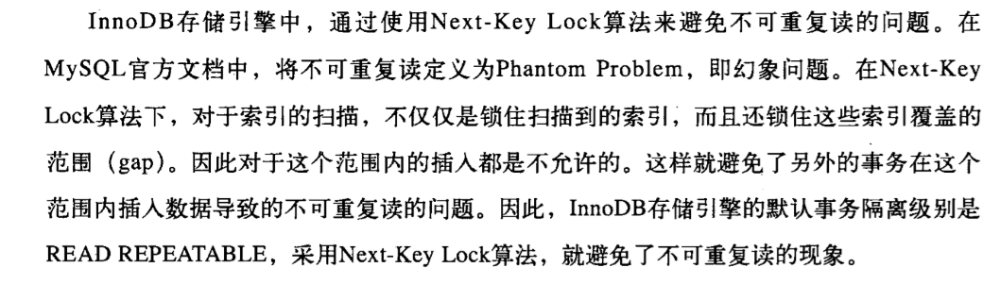 InnoDB存储引擎中，通过使用Next-Key Lock算法来避免不可重复读的问题。在
MySQL官方文档中，将不可重复读定义为Phantom Problem，即幻象问题。在Next-Key
Lock算法下，对于索引的扫描，不仅仅是锁住扫描到的索引，而且还锁住这些索引覆盖的
范围（gap）。因此对于这个范围内的插入都是不允许的。这样就避免了另外的事务在这个
范围内插入数据导致的不可重复读的问题。因此，InnoDB存储引擎的默认事务隔离级别是
READ REPEATABLE，采用Next-Key Lock算法，就避免了不可重复读的现象。